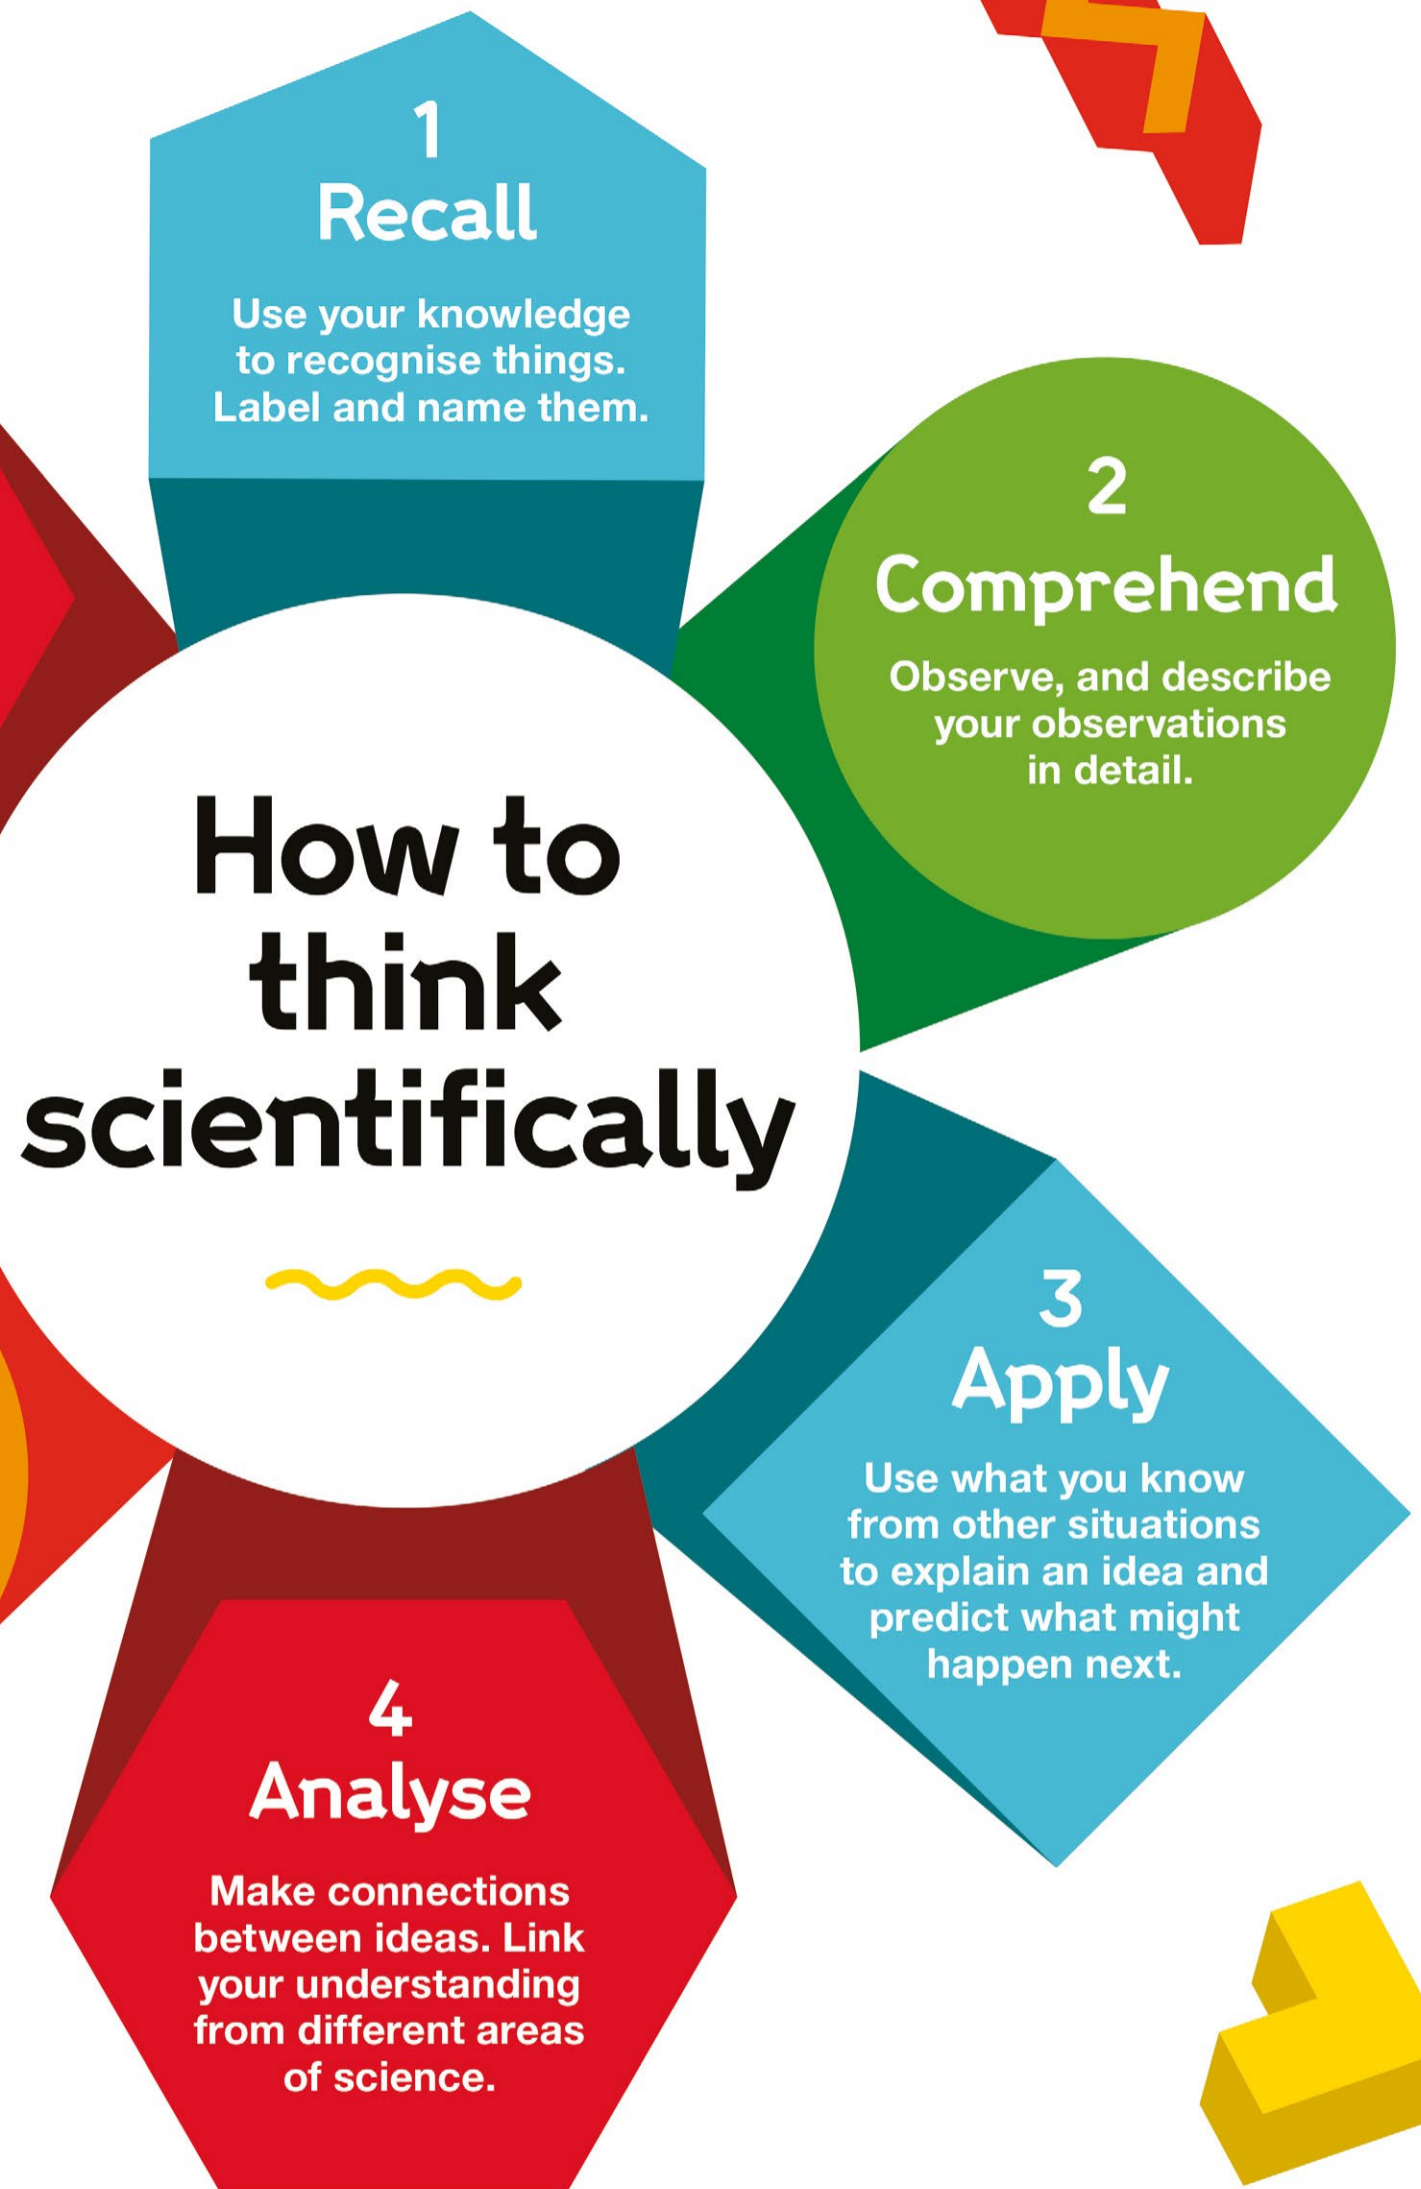 1
Recall
Use your knowledge
to recognise things.
Label and name them.
2
Comprehend
Observe, and describe
your observations
in detail.
How to
think
scientifically
3
Apply
Use what you know
from other situations
to explain an idea and
predict what might
happen next.
4
Analyse
Make connections
between ideas. Link
your understanding
from different areas
of science.